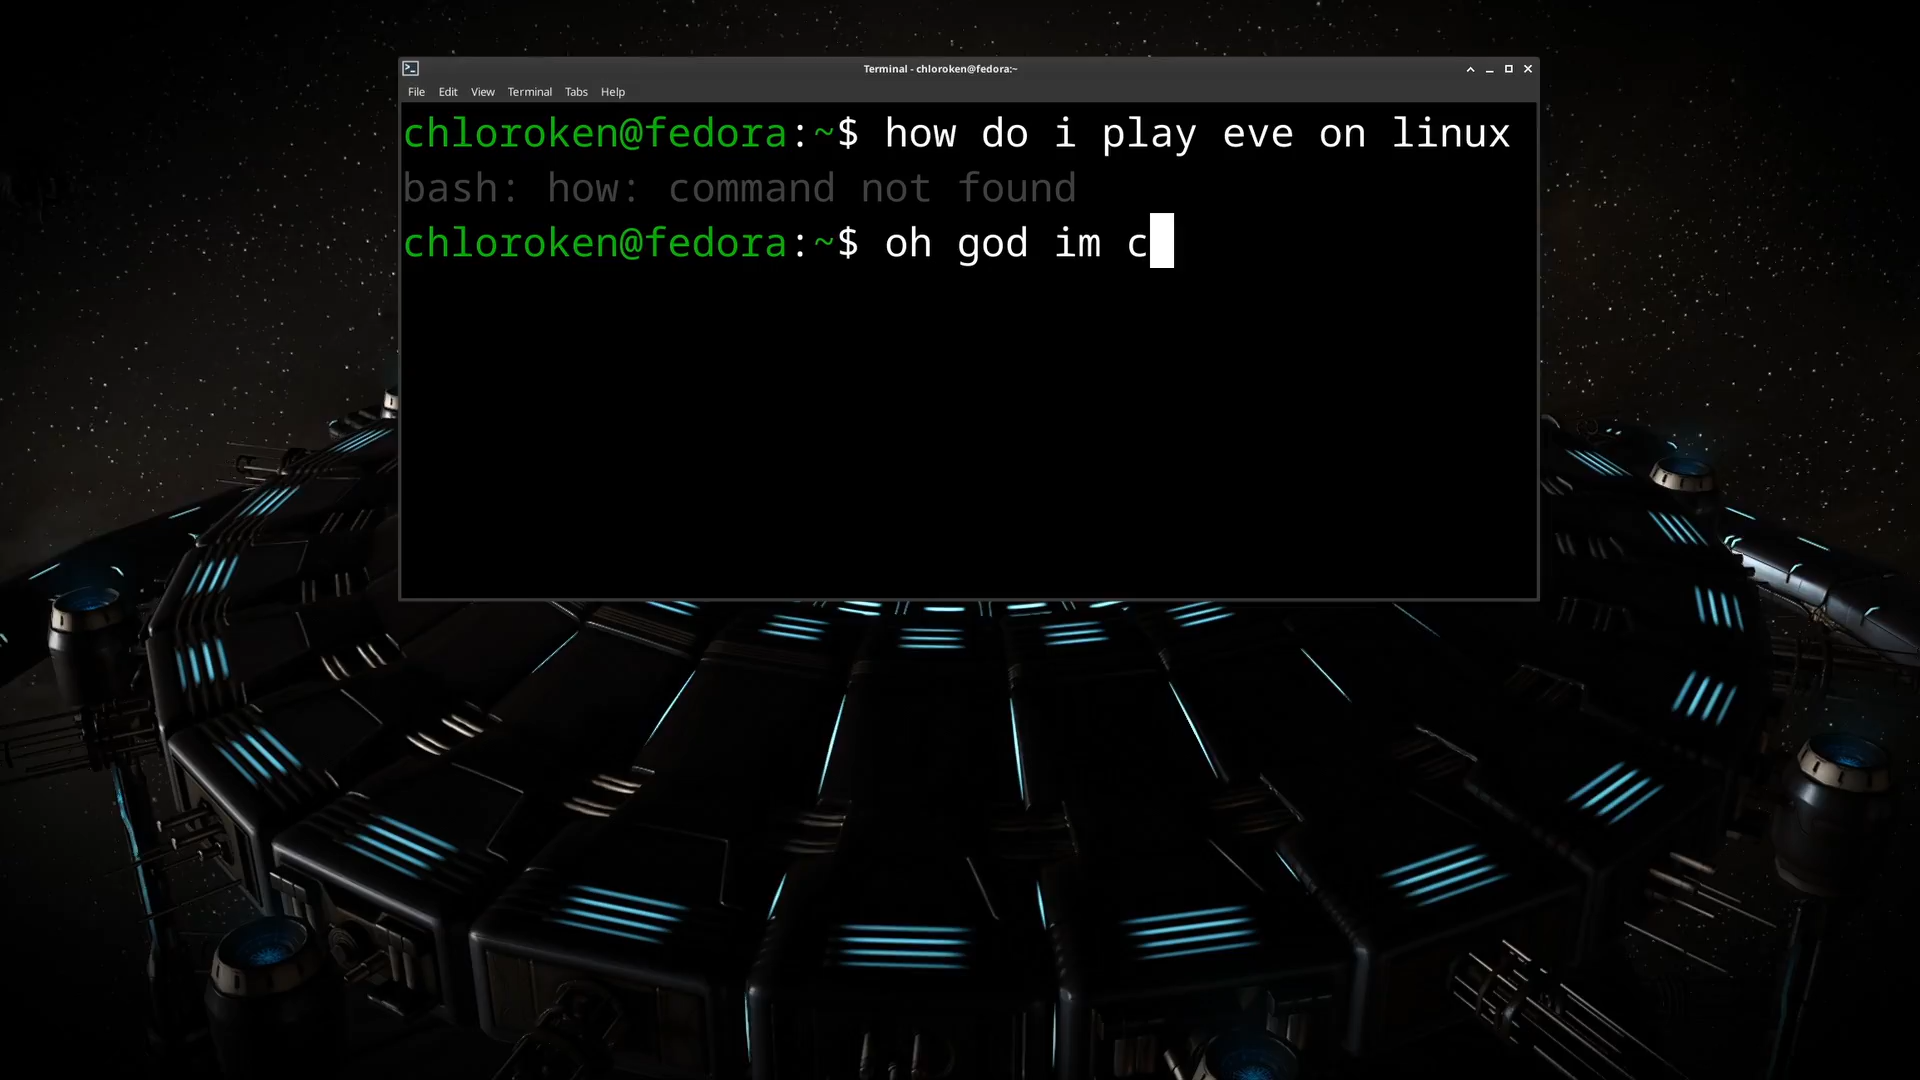 Terminal - chloroken@fedora:~
File Edit View Terminal Tabs Help
chloroken@fedora:~$ how do i play eve on linux
bash: how: command not found
chloroken@fedora:~$ oh god im c